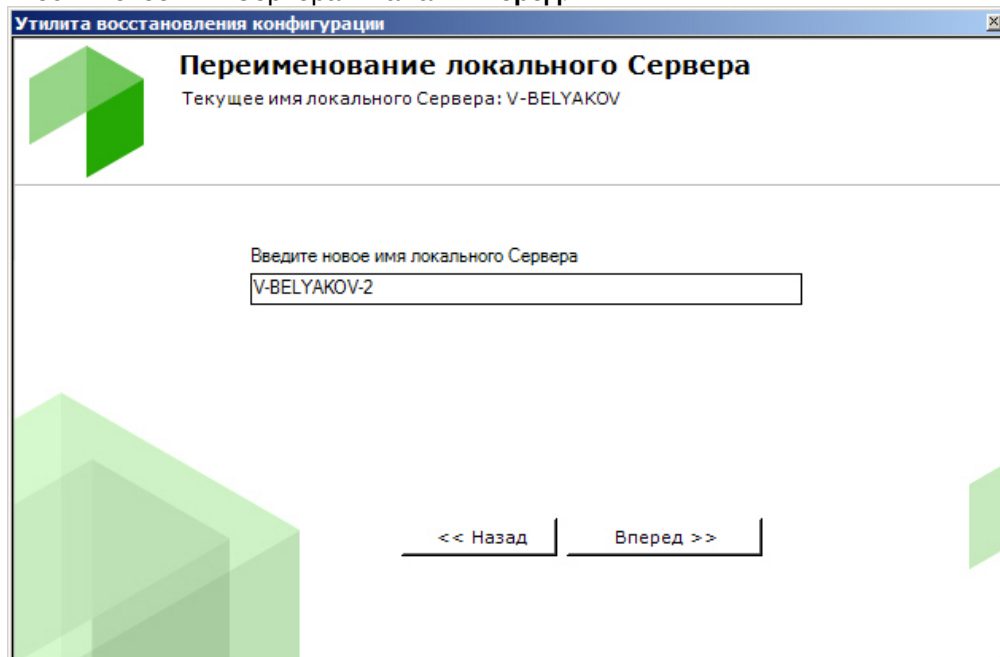 Утилита восстановления конфигурации
Переименование локального Сервера
Текущее имя локального Сервера: V-BELYAKOV
Введите новое имя локального Сервера
V-BELYAKOV-2
<< Назад
Вперед >>